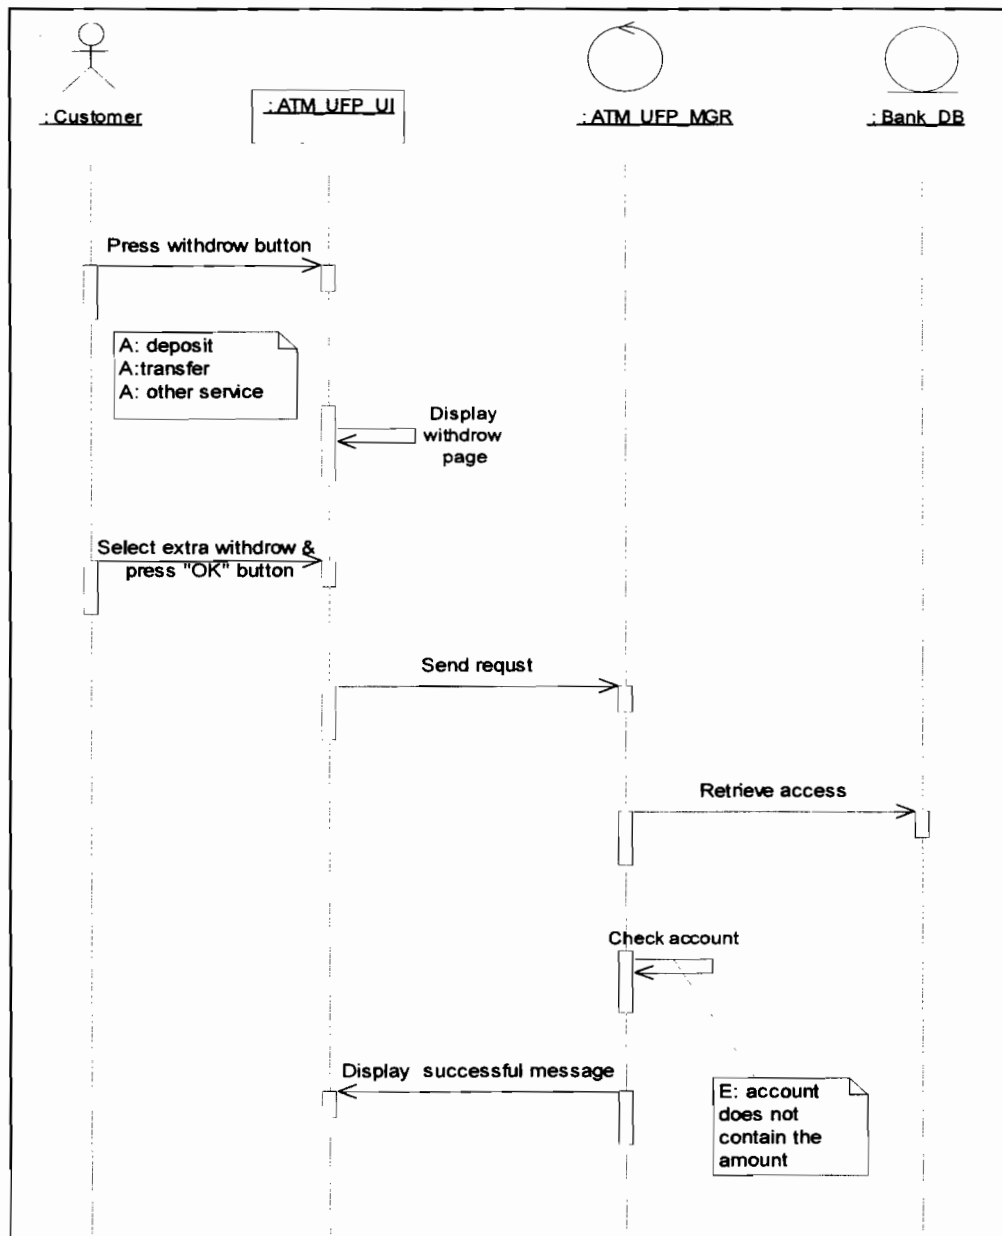 : Customer
: ATM_UFP_UI
: ATM_UFP_MGR
: Bank_DB
Press withdrow button
A: deposit
A:transfer
A: other service
Display
withdrow
page
Select extra withdrow &
press "OK" button
Send requst
Retrieve access
Check account
Display successful message
E: account
does not
contain the
amount